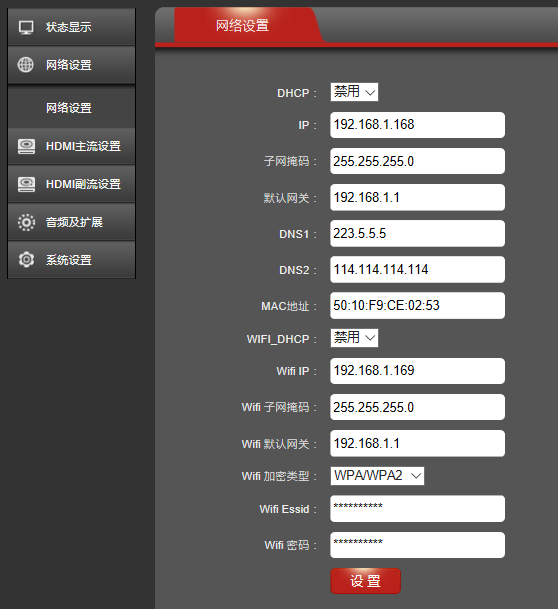 状态显示
网络设置
网络设置
HDMI主流设置
HDMI副流设置
音频及扩展
系统设置
网络设置
DHCP : 禁用
IP : 192.168.1.168
子网掩码 : 255.255.255.0
默认网关 : 192.168.1.1
DNS1 : 223.5.5.5
DNS2 : 114.114.114.114
MAC地址 : 50:10:F9:CE:02:53
WIFI_DHCP : 禁用
Wifi IP : 192.168.1.169
Wifi 子网掩码 : 255.255.255.0
Wifi 默认网关 : 192.168.1.1
Wifi 加密类型 : WPA/WPA2
Wifi Essid : **********
Wifi 密码 : **********
设 置